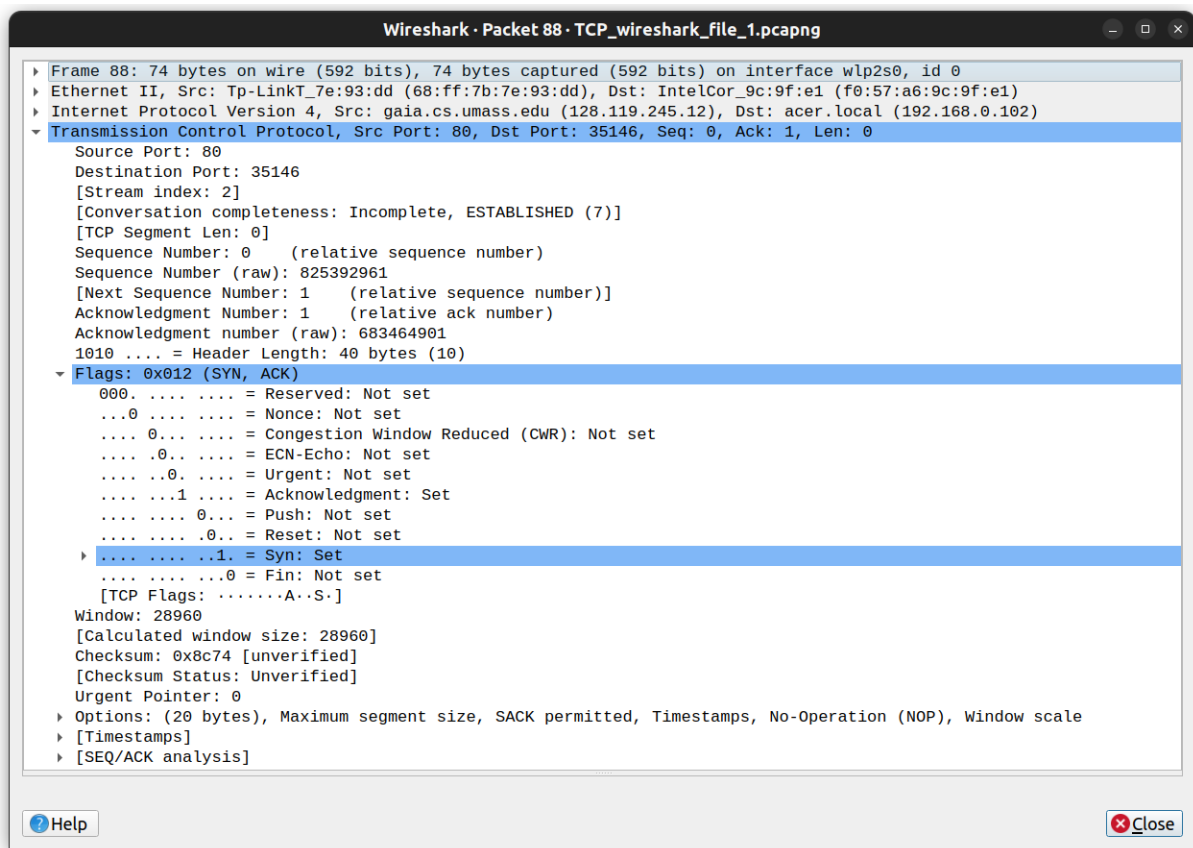 Wireshark · Packet 88 · TCP_wireshark_file_1.pcapng
Frame 88: 74 bytes on wire (592 bits), 74 bytes captured (592 bits) on interface wlp2s0, id 0
Ethernet II, Src: Tp-LinkT_7e:93:dd (68:ff:7b:7e:93:dd), Dst: IntelCor_9c:9f:e1 (f0:57:a6:9c:9f:e1)
Internet Protocol Version 4, Src: gaia.cs.umass.edu (128.119.245.12), Dst: acer.local (192.168.0.102)
Transmission Control Protocol, Src Port: 80, Dst Port: 35146, Seq: 0, Ack: 1, Len: 0
Source Port: 80
Destination Port: 35146
[Stream index: 2]
[Conversation completeness: Incomplete, ESTABLISHED (7)]
[TCP Segment Len: 0]
Sequence Number: 0    (relative sequence number)
Sequence Number (raw): 825392961
[Next Sequence Number: 1    (relative sequence number)]
Acknowledgment Number: 1    (relative ack number)
Acknowledgment number (raw): 683464901
1010 .... = Header Length: 40 bytes (10)
Flags: 0x012 (SYN, ACK)
000. .... .... = Reserved: Not set
...0 .... .... = Nonce: Not set
.... 0... .... = Congestion Window Reduced (CWR): Not set
.... .0.. .... = ECN-Echo: Not set
.... ..0. .... = Urgent: Not set
.... ...1 .... = Acknowledgment: Set
.... .... 0... = Push: Not set
.... .... .0.. = Reset: Not set
.... .... ..1. = Syn: Set
.... .... ...0 = Fin: Not set
[TCP Flags: ·······A··S·]
Window: 28960
[Calculated window size: 28960]
Checksum: 0x8c74 [unverified]
[Checksum Status: Unverified]
Urgent Pointer: 0
Options: (20 bytes), Maximum segment size, SACK permitted, Timestamps, No-Operation (NOP), Window scale
[Timestamps]
[SEQ/ACK analysis]
Help
Close